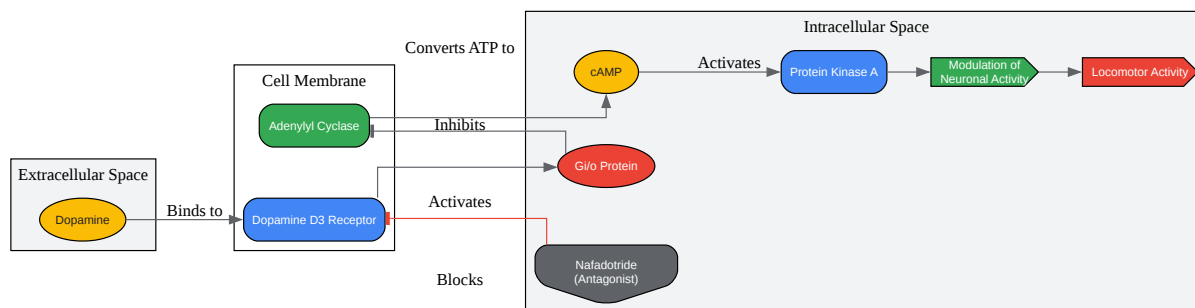 Intracellular Space
Converts ATP to
cAMP
Activates
Protein Kinase A
Modulation of
Neuronal Activity
Locomotor Activity
Cell Membrane
Adenylyl Cyclase
Inhibits
Gi/o Protein
Extracellular Space
Dopamine
Binds to
Dopamine D3 Receptor
Activates
Nafadotride
(Antagonist)
Blocks